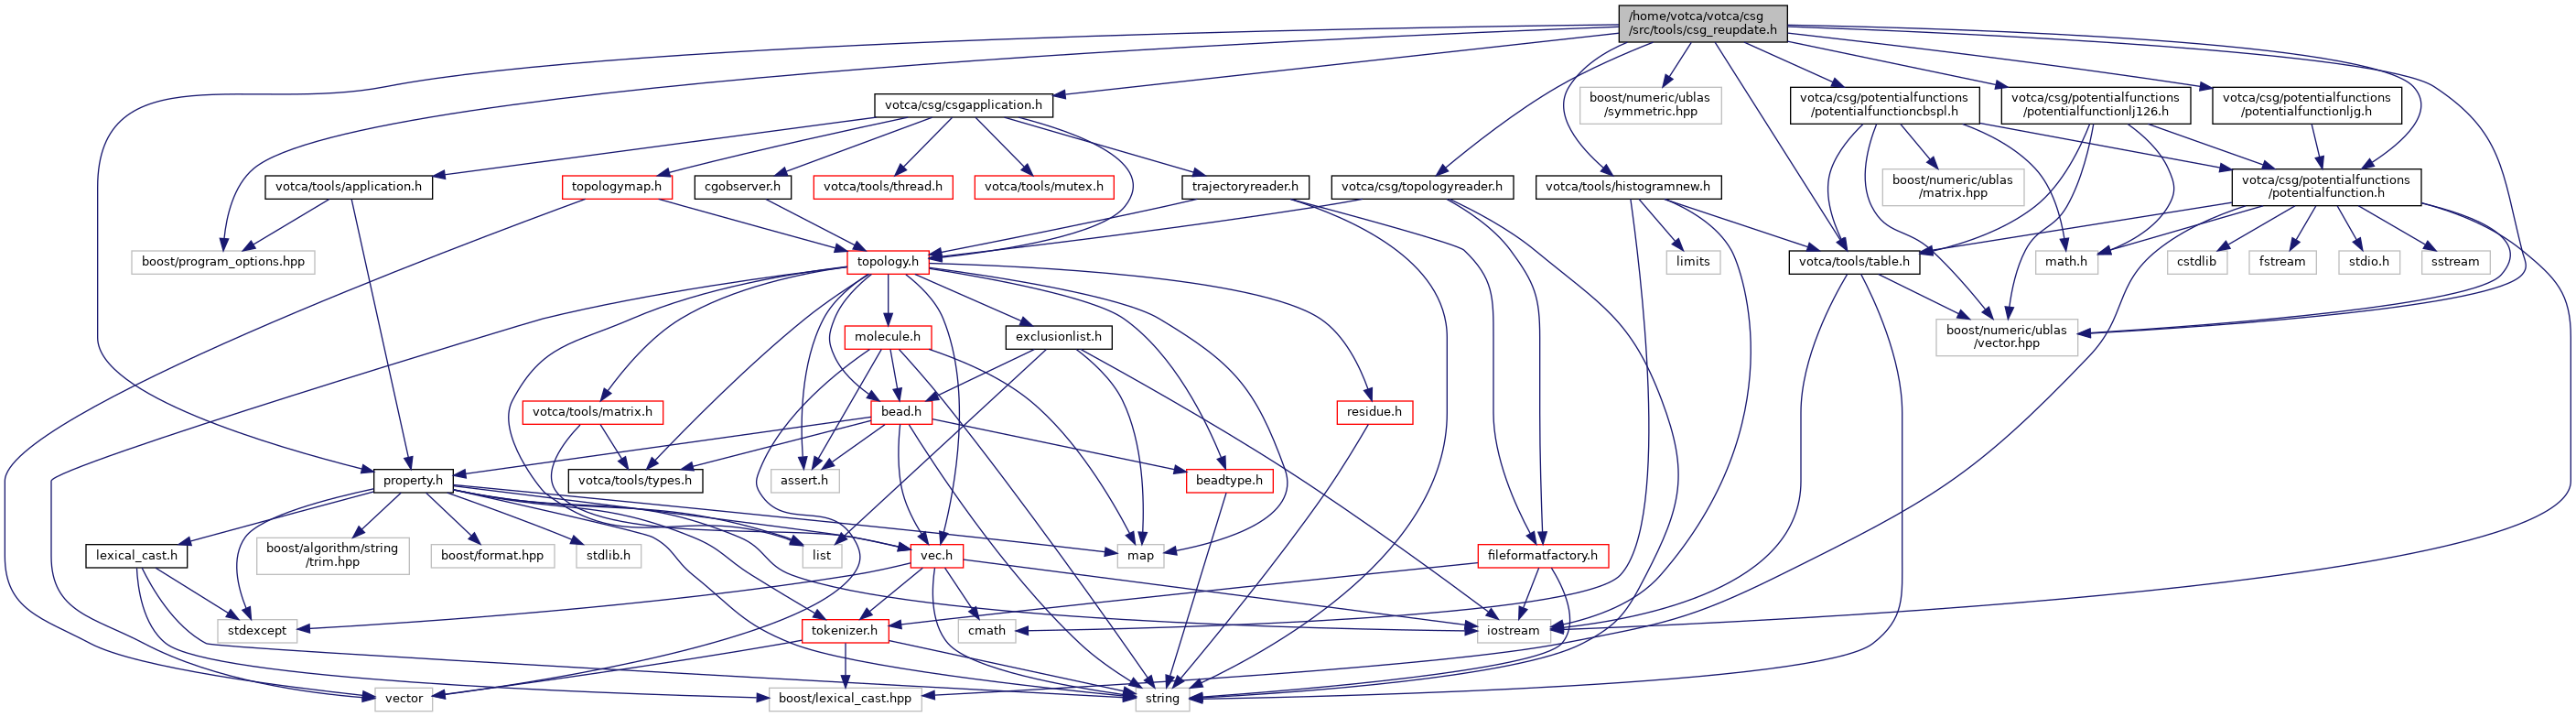 /home/votca/votca/csg
/src/tools/csg_reupdate.h
votca/csg/csgapplication.h
boost/numeric/ublas
/symmetric.hpp
votca/csg/potentialfunctions
/potentialfunctioncbspl.h
votca/csg/potentialfunctions
/potentialfunctionlj126.h
votca/csg/potentialfunctions
/potentialfunctionljg.h
votca/tools/application.h
topologymap.h
cgobserver.h
votca/tools/thread.h
votca/tools/mutex.h
trajectoryreader.h
votca/csg/topologyreader.h
votca/tools/histogramnew.h
boost/numeric/ublas
/matrix.hpp
votca/csg/potentialfunctions
/potentialfunction.h
boost/program_options.hpp
topology.h
limits
votca/tools/table.h
math.h
cstdlib
fstream
stdio.h
sstream
molecule.h
exclusionlist.h
boost/numeric/ublas
/vector.hpp
votca/tools/matrix.h
bead.h
residue.h
property.h
votca/tools/types.h
assert.h
beadtype.h
lexical_cast.h
boost/algorithm/string
/trim.hpp
boost/format.hpp
stdlib.h
list
vec.h
map
fileformatfactory.h
stdexcept
tokenizer.h
cmath
iostream
vector
boost/lexical_cast.hpp
string